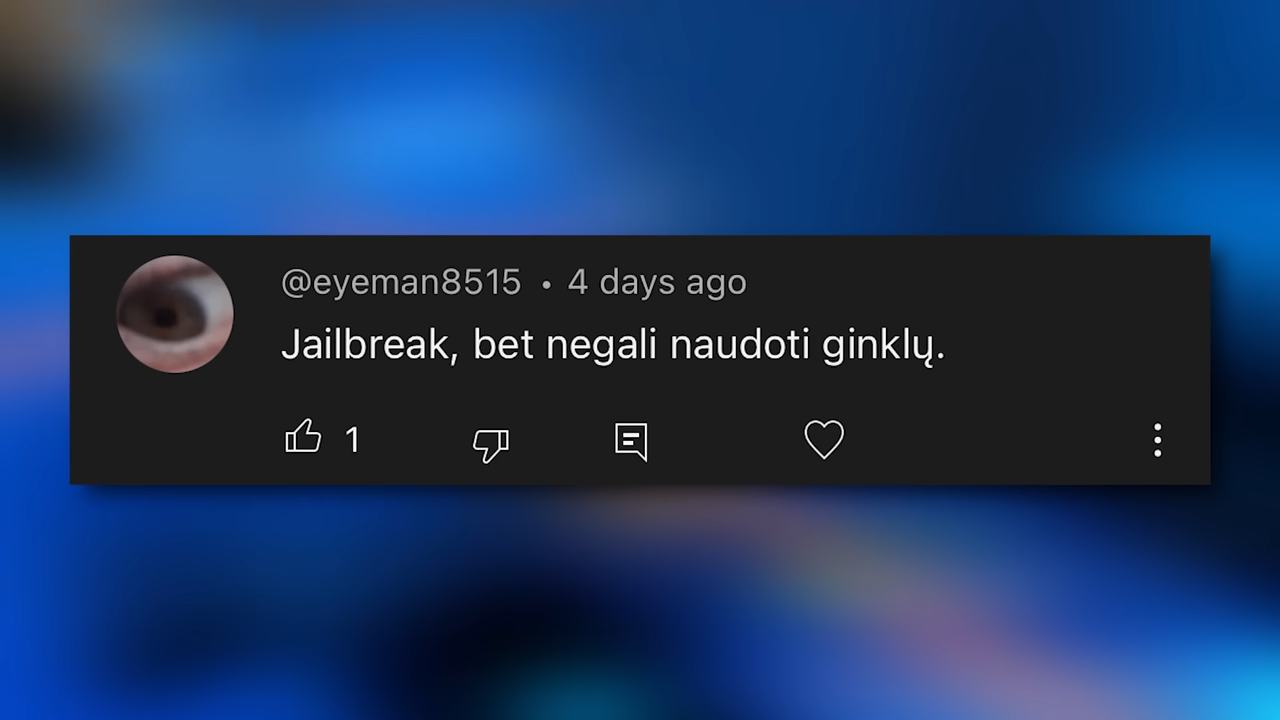 @eyeman8515 • 4 days ago
Jailbreak, bet negali naudoti ginklų.
1